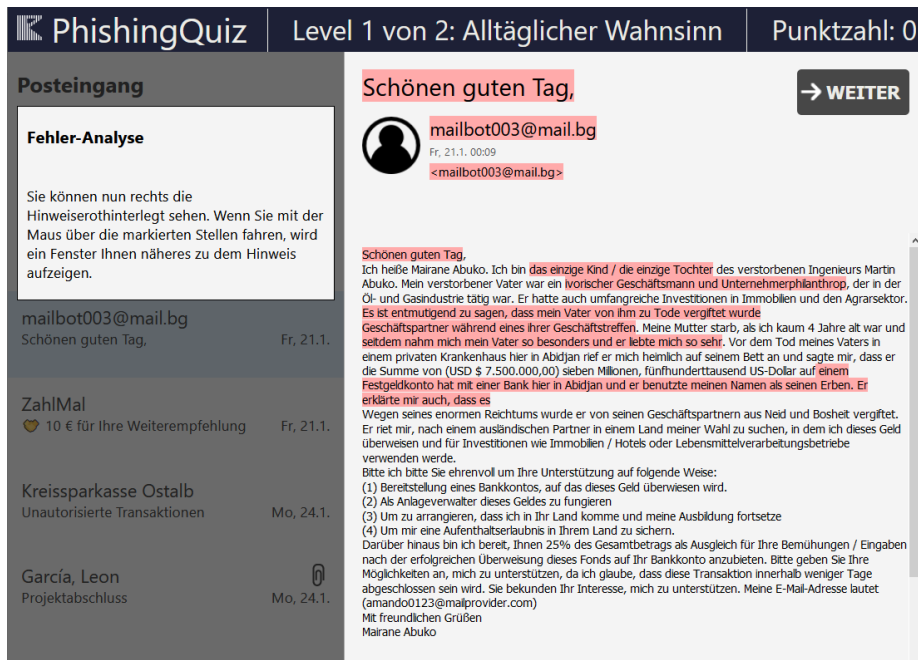 PhishingQuiz
Level 1 von 2: Alltäglicher Wahnsinn
Punktzahl: 0
Posteingang
Fehler-Analyse
Sie können nun rechts die
Hinweiserothinterlegt sehen. Wenn Sie mit der
Maus über die markierten Stellen fahren, wird
ein Fenster Ihnen näheres zu dem Hinweis
aufzeigen.
mailbot003@mail.bg
Schönen guten Tag, Fr, 21.1.
ZahlMal
10 € für Ihre Weiterempfehlung Fr, 21.1.
Kreissparkasse Ostalb
Unautorisierte Transaktionen Mo, 24.1.
García, Leon
Projektabschluss Mo, 24.1.
Schönen guten Tag,
→ WEITER
mailbot003@mail.bg
Fr, 21.1. 00:09
<mailbot003@mail.bg>
Schönen guten Tag,
Ich heiße Mairane Abuko. Ich bin das einzige Kind / die einzige Tochter des verstorbenen Ingenieurs Martin
Abuko. Mein verstorbener Vater war ein ivorischer Geschäftsmann und Unternehmerphilanthrop, der in der
Öl- und Gasindustrie tätig war. Er hatte auch umfangreiche Investitionen in Immobilien und den Agrarsektor.
Es ist entmutigend zu sagen, dass mein Vater von ihm zu Tode vergiftet wurde
Geschäftspartner während eines ihrer Geschäftstreffen. Meine Mutter starb, als ich kaum 4 Jahre alt war und
seitdem nahm mich mein Vater so besonders und er liebte mich so sehr. Vor dem Tod meines Vaters in
einem privaten Krankenhaus hier in Abidjan rief er mich heimlich auf seinem Bett an und sagte mir, dass er
die Summe von (USD $ 7.500.000,00) sieben Millionen, fünfhunderttausend US-Dollar auf einem
Festgeldkonto hat mit einer Bank hier in Abidjan und er benutzte meinen Namen als seinen Erben. Er
erklärte mir auch, dass es
Wegen seines enormen Reichtums wurde er von seinen Geschäftspartnern aus Neid und Bosheit vergiftet.
Er riet mir, nach einem ausländischen Partner in einem Land meiner Wahl zu suchen, in dem ich dieses Geld
überweisen und für Investitionen wie Immobilien / Hotels oder Lebensmittelverarbeitungsbetriebe
verwenden werde.
Bitte ich bitte Sie ehrenvoll um Ihre Unterstützung auf folgende Weise:
(1) Bereitstellung eines Bankkontos, auf das dieses Geld überwiesen wird.
(2) Als Anlageverwalter dieses Geldes zu fungieren
(3) Um zu arrangieren, dass ich in Ihr Land komme und meine Ausbildung fortsetze
(4) Um mir eine Aufenthaltserlaubnis in Ihrem Land zu sichern.
Darüber hinaus bin ich bereit, Ihnen 25% des Gesamtbetrags als Ausgleich für Ihre Bemühungen / Eingaben
nach der erfolgreichen Überweisung dieses Fonds auf Ihr Bankkonto anzubieten. Bitte geben Sie Ihre
Möglichkeiten an, mich zu unterstützen, da ich glaube, dass diese Transaktion innerhalb weniger Tage
abgeschlossen sein wird. Sie bekunden Ihr Interesse, mich zu unterstützen. Meine E-Mail-Adresse lautet
(amando0123@mailprovider.com)
Mit freundlichen Grüßen
Mairane Abuko